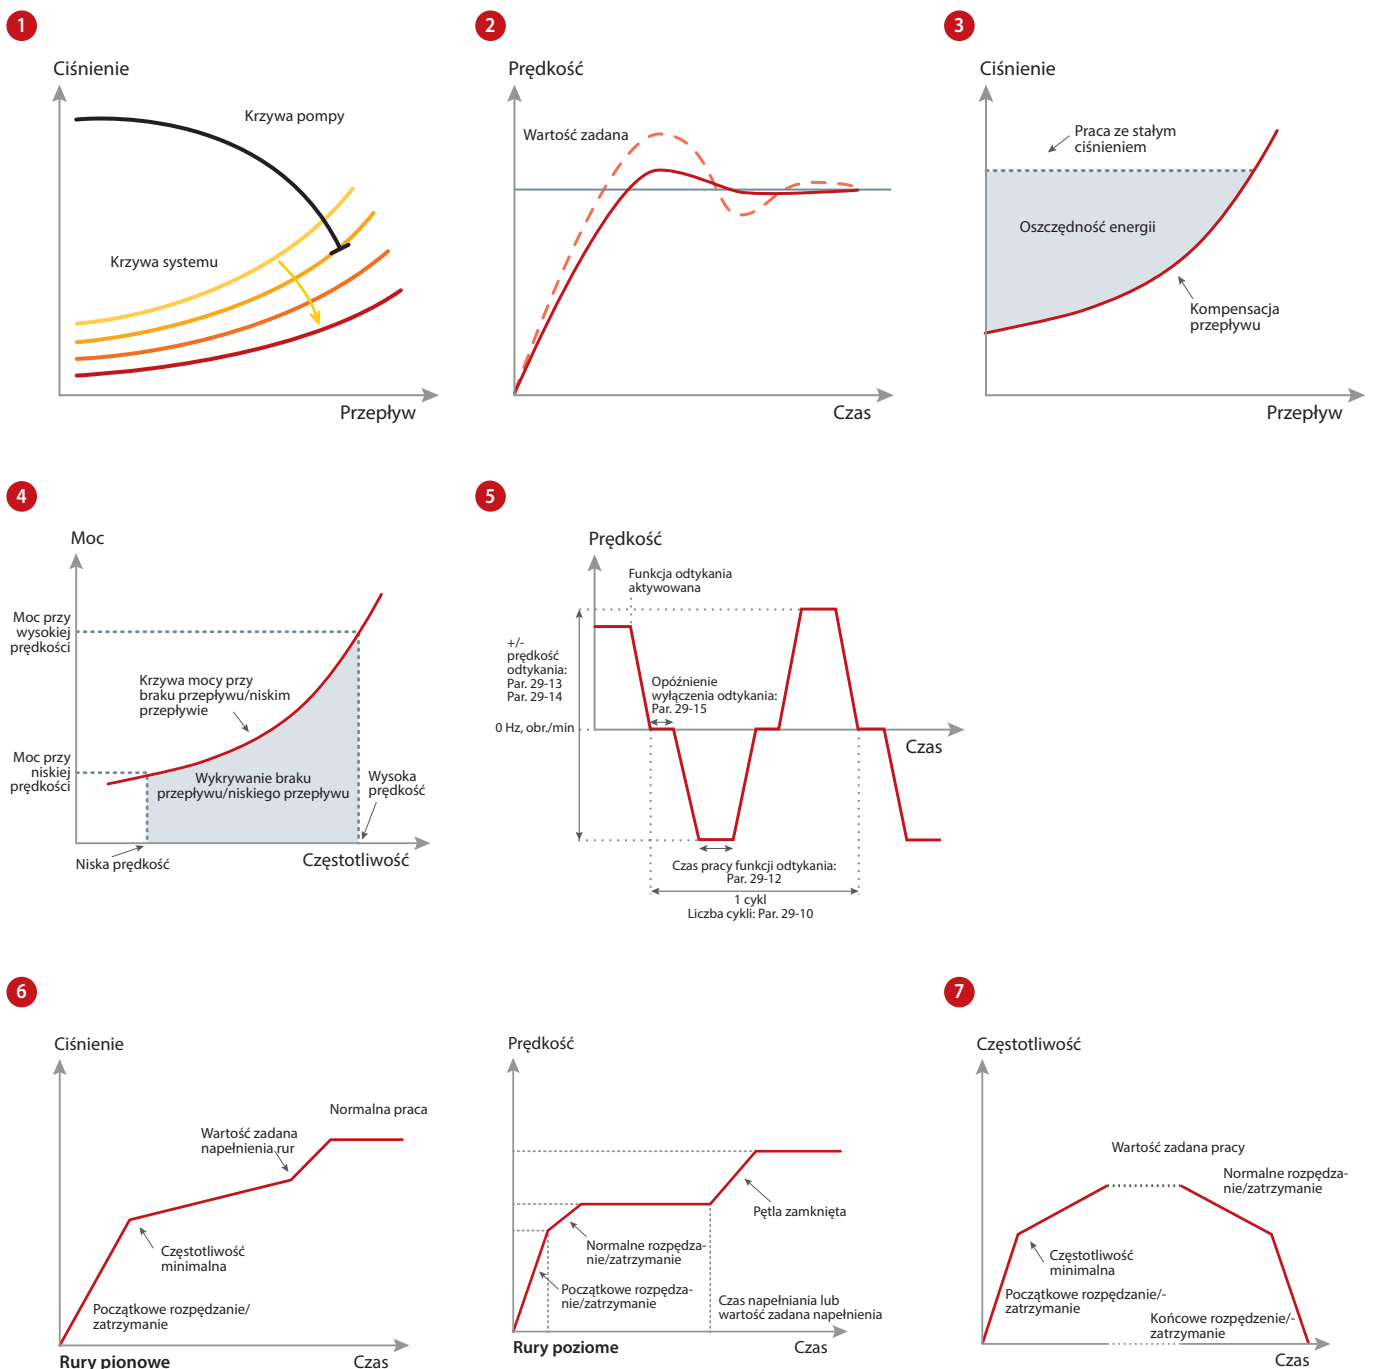 1
Ciśnienie
Krzywa pompy
Krzywa systemu
Przepływ
2
Prędkość
Wartość zadana
Czas
3
Ciśnienie
Praca ze stałym
ciśnieniem
Oszczędność energii
Kompensacja
przepływu
Przepływ
4
Moc
Moc przy
wysokiej
prędkości
Krzywa mocy przy
braku przepływu/niskim
przepływie
Moc przy
niskiej
prędkości
Wykrywanie braku
przepływu/niskiego przepływu
Wysoka
prędkość
Niska prędkość
Częstotliwość
5
Prędkość
Funkcja odtykania
aktywowana
+/-
prędkość
odtykania:
Par. 29-13
Par. 29-14
Opóźnienie
wyłączenia odtykania:
Par. 29-15
0 Hz, obr./min
Czas
Czas pracy funkcji odtykania:
Par. 29-12
1 cykl
Liczba cykli: Par. 29-10
6
Ciśnienie
Normalna praca
Wartość zadana
napełnienia rur
Częstotliwość
minimalna
Początkowe rozpędzanie/
zatrzymanie
Rury pionowe
Czas
Prędkość
Pętla zamknięta
Normalne rozpędza-
nie/zatrzymanie
Początkowe rozpędza-
nie/zatrzymanie
Czas napełniania lub
wartość zadana napełnienia
Rury poziome
Czas
7
Częstotliwość
Wartość zadana pracy
Normalne rozpędza-
nie/zatrzymanie
Częstotliwość
minimalna
Początkowe rozpędzanie/-
zatrzymanie
Końcowe rozpędzenie/-
zatrzymanie
Czas